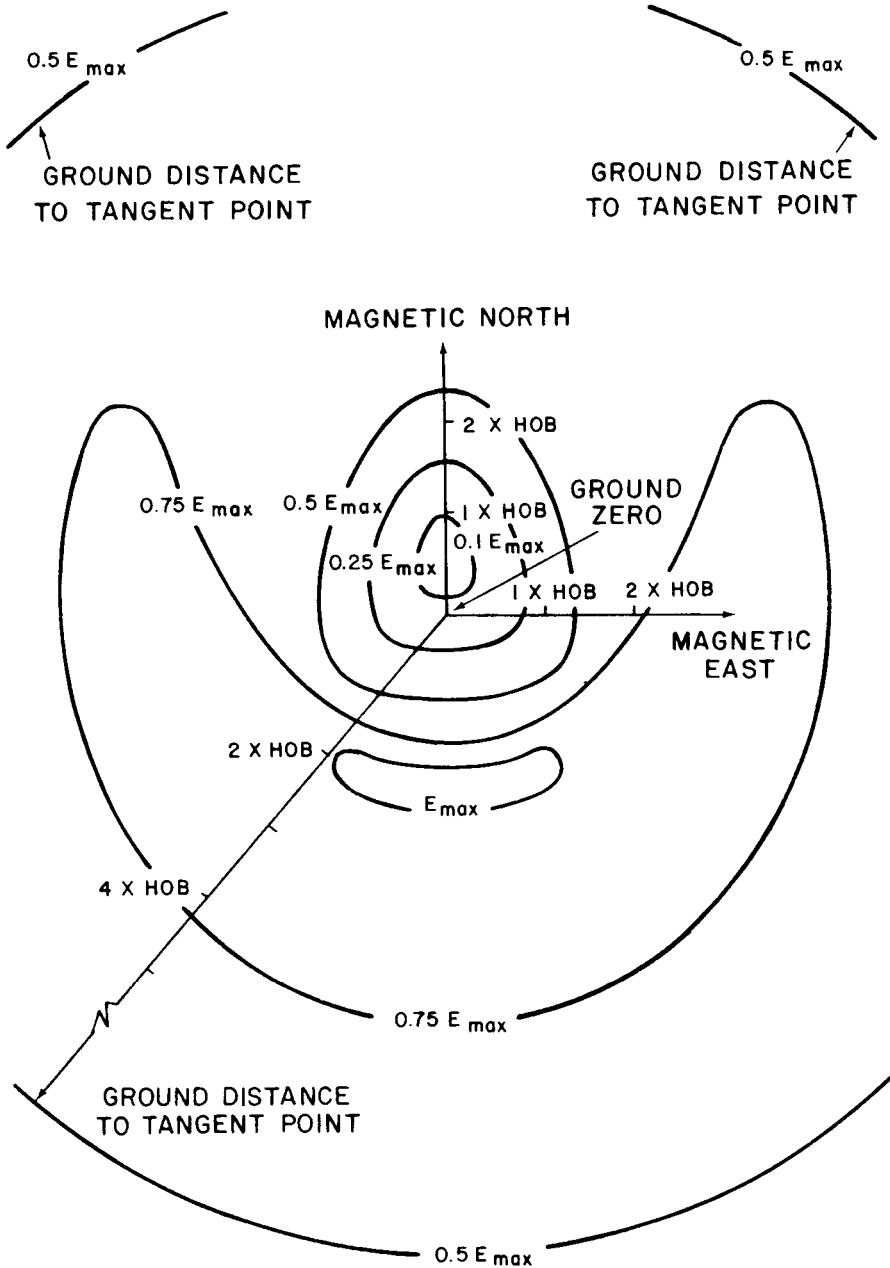 0.5 E max
0.5 E max
GROUND DISTANCE
TO TANGENT POINT
GROUND DISTANCE
TO TANGENT POINT
MAGNETIC NORTH
2 X HOB
0.75 E max
0.5 E max
1 X HOB
GROUND
ZERO
0.1 E max
0.25 E max
1 X HOB
2 X HOB
MAGNETIC
EAST
2 X HOB
E max
4 X HOB
0.75 E max
GROUND DISTANCE
TO TANGENT POINT
0.5 E max